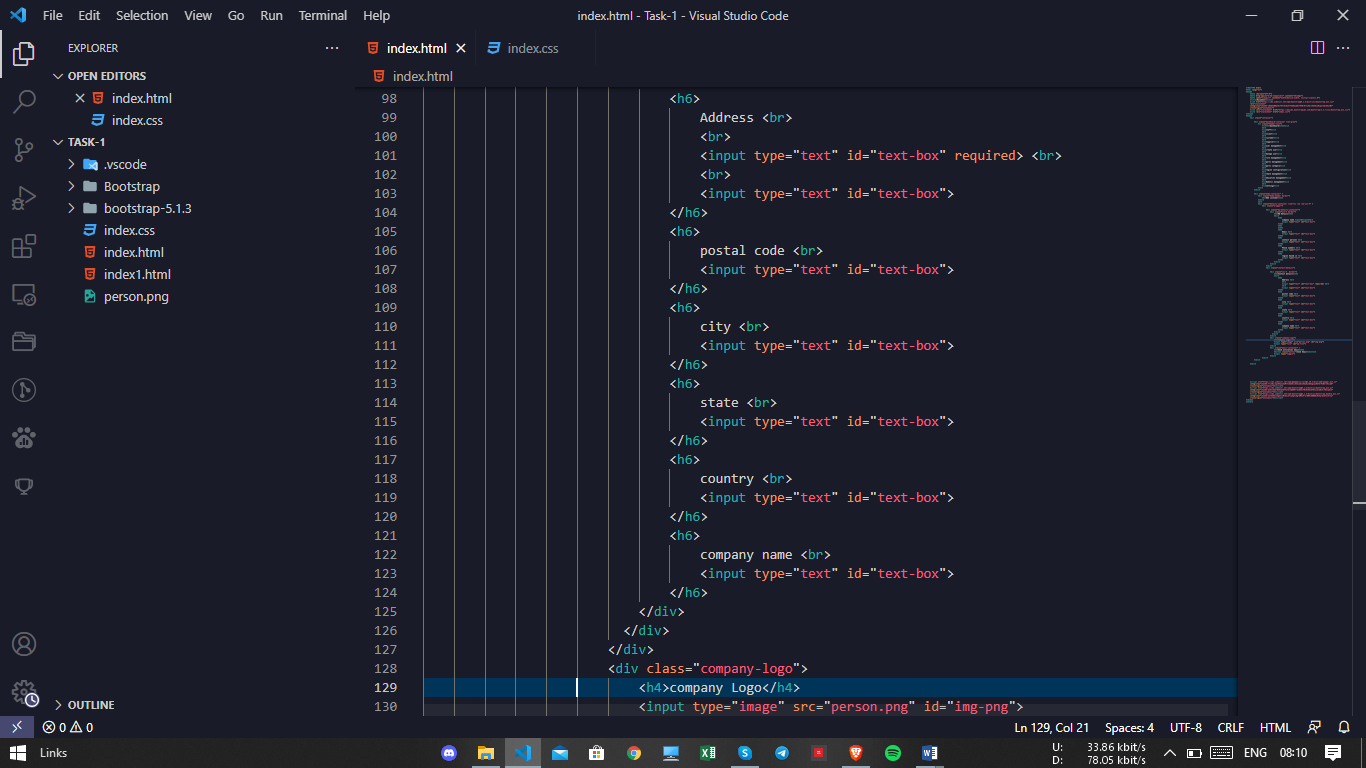 File Edit Selection View Go Run Terminal Help
index.html - Task-1 - Visual Studio Code
EXPLORER
OPEN EDITORS
index.html
index.css
TASK-1
.vscode
Bootstrap
bootstrap-5.1.3
index.css
index.html
index1.html
person.png
OUTLINE
index.html index.css
index.html
98 <h6>
99 Address <br>
100 <br>
101 <input type="text" id="text-box" required> <br>
102 <br>
103 <input type="text" id="text-box">
104 </h6>
105 <h6>
106 postal code <br>
107 <input type="text" id="text-box">
108 </h6>
109 <h6>
110 city <br>
111 <input type="text" id="text-box">
112 </h6>
113 <h6>
114 state <br>
115 <input type="text" id="text-box">
116 </h6>
117 <h6>
118 country <br>
119 <input type="text" id="text-box">
120 </h6>
121 <h6>
122 company name <br>
123 <input type="text" id="text-box">
124 </h6>
125 </div>
126 </div>
127 </div>
128 <div class="company-logo">
129 <h4>company Logo</h4>
130 <input type="image" src="person.png" id="img-png">
0 0 Ln 129, Col 21 Spaces: 4 UTF-8 CRLF HTML
Links
U: 33.86 kbit/s
D: 78.05 kbit/s
ENG 08:10